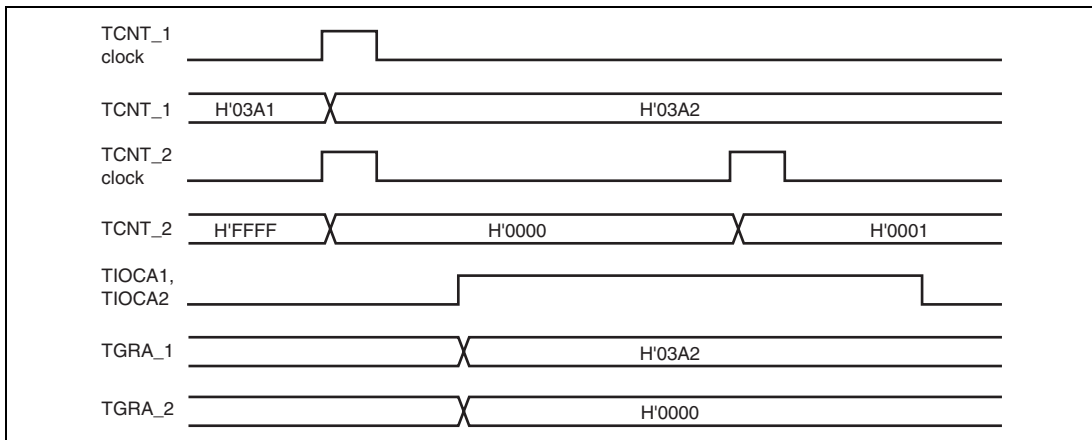 TCNT_1
clock
TCNT_1 H'03A1 H'03A2
TCNT_2
clock
TCNT_2 H'FFFF H'0000 H'0001
TIOCA1,
TIOCA2
TGRA_1 H'03A2
TGRA_2 H'0000